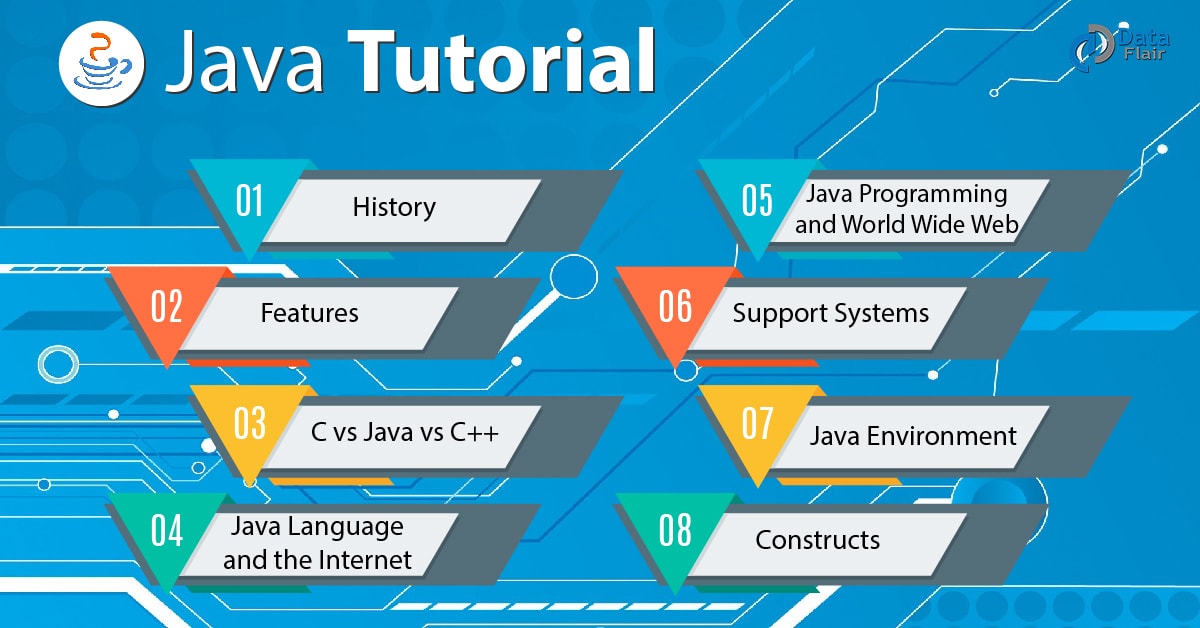 Java Tutorial
Data
Flair
01
History
02
Features
03
C vs Java vs C++
04
Java Language
and the Internet
05
Java Programming
and World Wide Web
06
Support Systems
07
Java Environment
08
Constructs